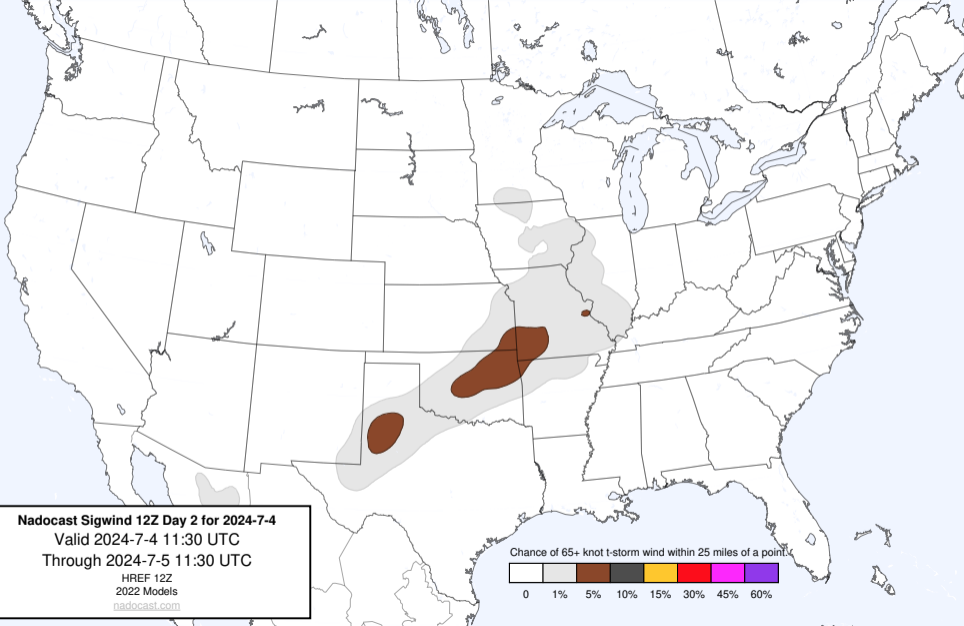 Nadocast Sigwind 12Z Day 2 for 2024-7-4
Valid 2024-7-4 11:30 UTC
Through 2024-7-5 11:30 UTC
HREF 12Z
2022 Models
nadocast.com
Chance of 65+ knot t-storm wind within 25 miles of a point.
0 1% 5% 10% 15% 30% 45% 60%